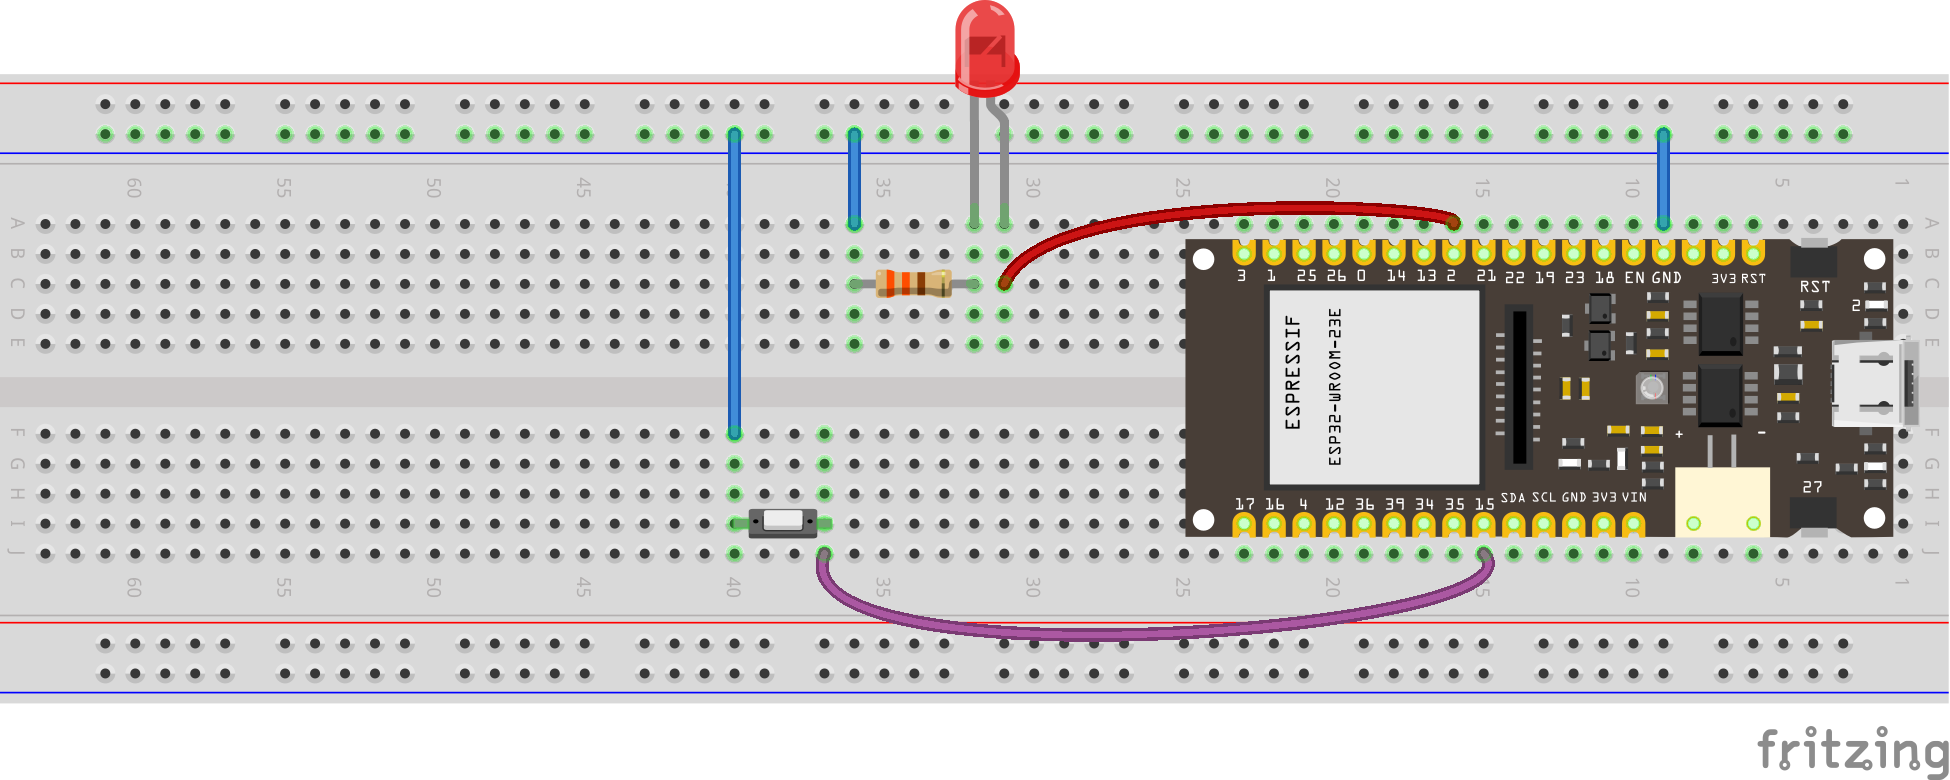 60 55 50 45 35 30 25 20 15 10 5 1
A A
B B
3 1 25 26 0 14 13 2 21 22 19 23 18 EN GND 3V3 RST
C RST C
D 2 D
E E
ESPRESSIF
ESP32-WROOM-53E
F + - F
G G
27
H 17 16 4 12 36 39 34 35 15 SDA SCL GND 3V3 VIN H
I I
J J
60 55 50 45 40 35 30 25 20 15 10 5 1
fritzing